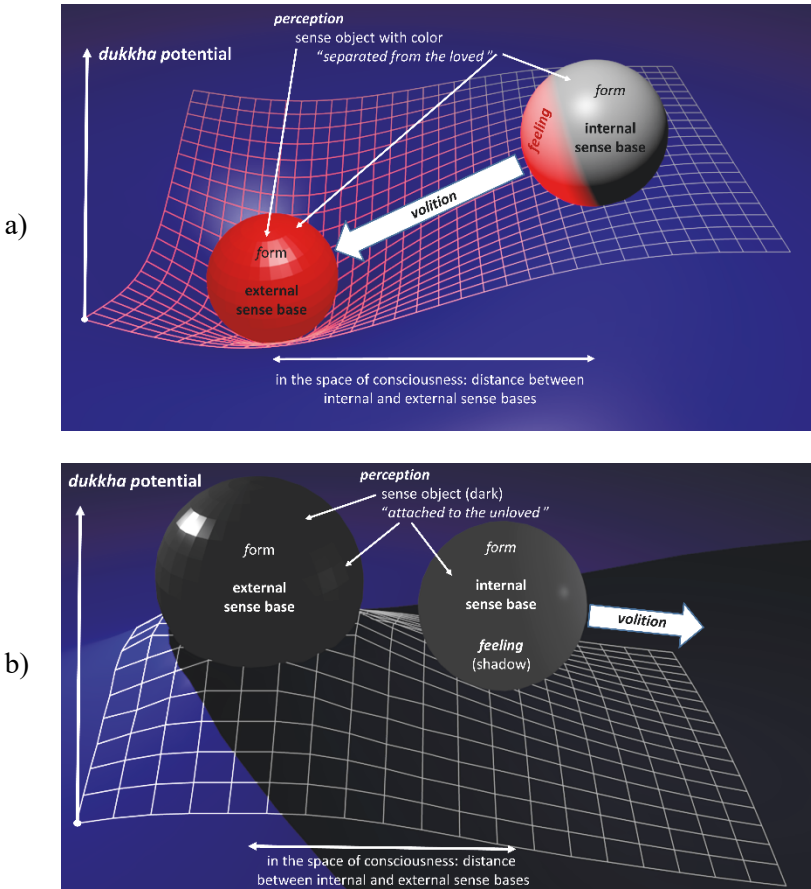 a)
perception
sense object with color
“separated from the loved”
dukkha potential
form
internal
sense base
feeling
volition
form
external
sense base
in the space of consciousness: distance between
internal and external sense bases
b)
perception
sense object (dark)
“attached to the unloved”
dukkha potential
form
external
sense base
form
internal
sense base
feeling
(shadow)
volition
in the space of consciousness: distance
between internal and external sense bases